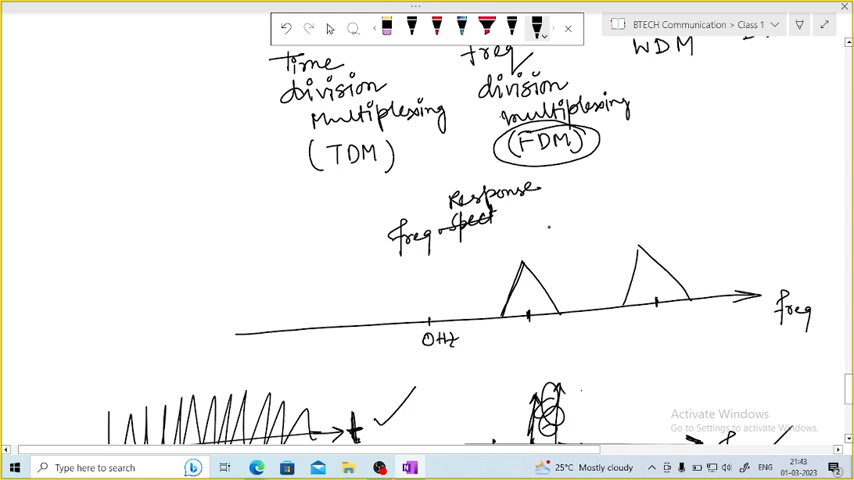 BTECH Communication > Class 1
WDM
Time
division
Multiplexing
(TDM)
freq
division
multiplexing
(FDM)
Response
freq
0Hz
freq
t
Activate Windows
Go to Settings to activate Windows.
Type here to search
25°C Mostly cloudy
ENG
21:43
01-03-2023
2